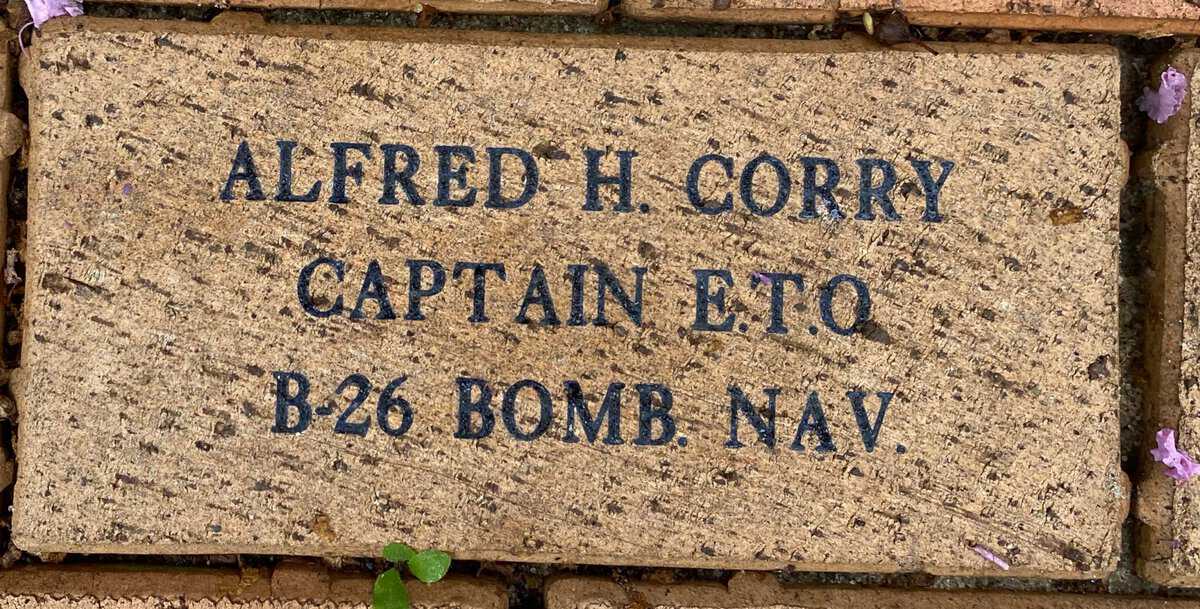 ALFRED H. CORRY
CAPTAIN E.T.O
B-26 BOMB. NAV.